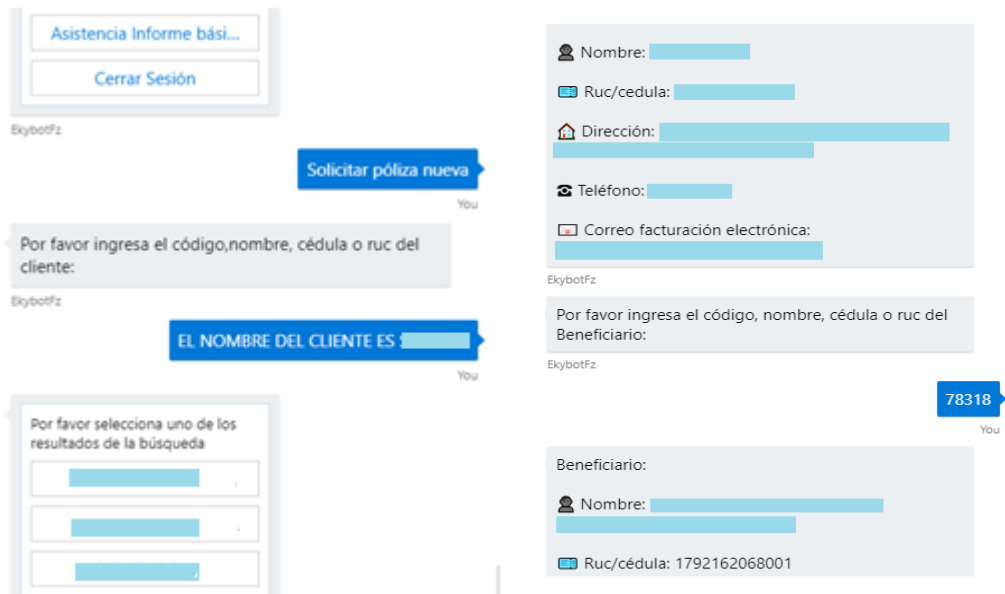 Asistencia Informe bási...
Cerrar Sesión
EkybotFz
Solicitar póliza nueva
You
Por favor ingresa el código,nombre, cédula o ruc del
cliente:
EkybotFz
EL NOMBRE DEL CLIENTE ES
You
Por favor selecciona uno de los
resultados de la búsqueda
Nombre:
Ruc/cedula:
Dirección:
Teléfono:
Correo facturación electrónica:
EkybotFz
Por favor ingresa el código, nombre, cédula o ruc del
Beneficiario:
EkybotFz
78318
You
Beneficiario:
Nombre:
Ruc/cédula: 1792162068001